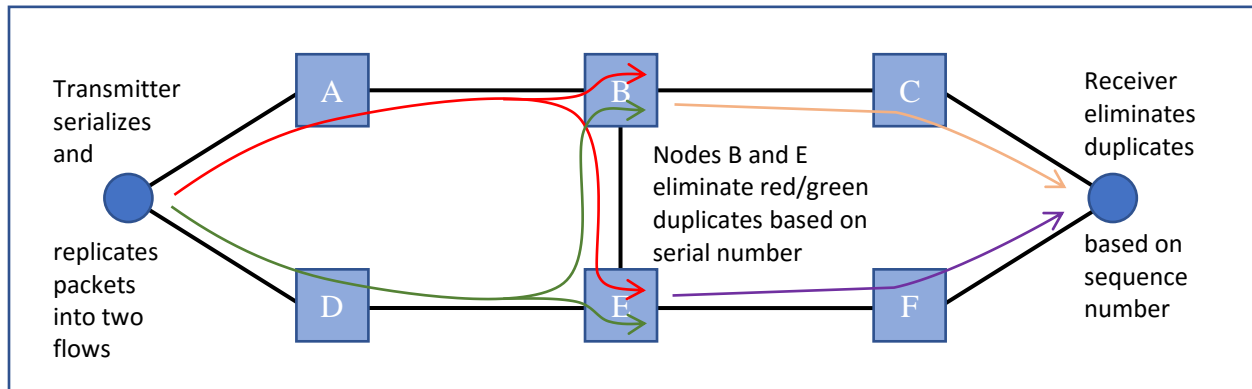 Transmitter
serializes
and
replicates
packets
into two
flows
A
B
C
D
E
F
Nodes B and E
eliminate red/green
duplicates based on
serial number
Receiver
eliminates
duplicates
based on
sequence
number